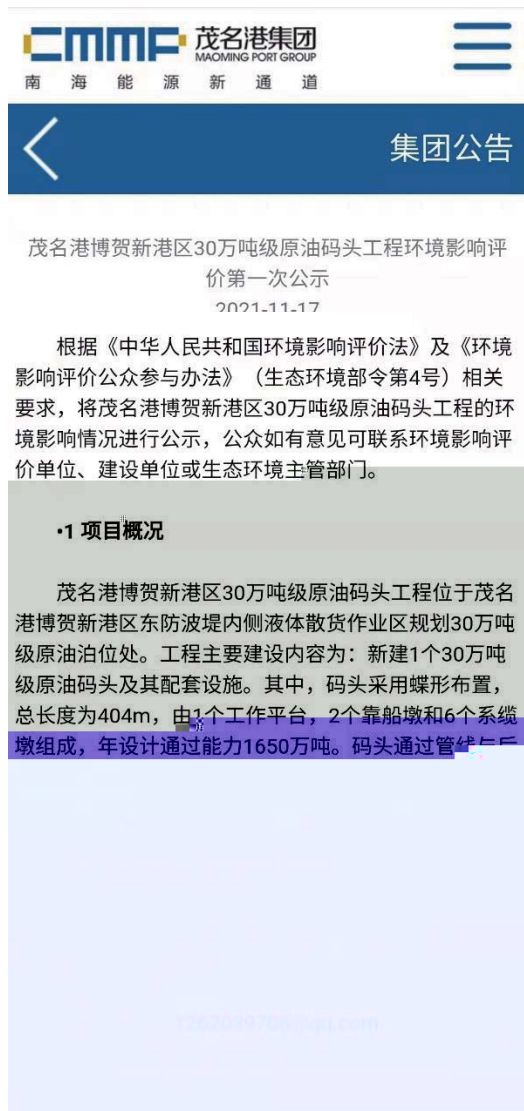 CMMP 茂名港集团
MAOMING PORT GROUP
南海能源新通道
集团公告
茂名港博贺新港区30万吨级原油码头工程环境影响评
价第一次公示
2021-11-17
根据《中华人民共和国环境影响评价法》及《环境
影响评价公众参与办法》（生态环境部令第4号）相关
要求，将茂名港博贺新港区30万吨级原油码头工程的环
境影响情况进行公示，公众如有意见可联系环境影响评
价单位、建设单位或生态环境主管部门。
•1 项目概况
茂名港博贺新港区30万吨级原油码头工程位于茂名
港博贺新港区东防波堤内侧液体散货作业区规划30万吨
级原油泊位处。工程主要建设内容为：新建1个30万吨
级原油码头及其配套设施。其中，码头采用蝶形布置，
总长度为404m，由1个工作平台，2个靠船墩和6个系缆
墩组成，年设计通过能力1650万吨。码头通过管线与后